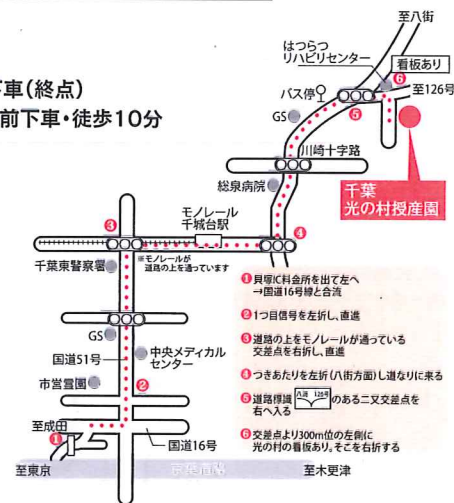 下車(終点)
前下車・徒歩10分
至八街
はつらつ
リハビリセンター
看板あり
❻
至126号
バス停
❺
GS
川崎十字路
総泉病院
千葉
光の村授産園
モノレール
千城台駅
❸
❹
※モノレールが
道路の上を通っています
千葉東警察署
GS
中央メディカル
センター
国道51号
市営霊園
❷
至成田
❶
国道16号
至東京
京葉道路
至木更津
❶貝塚IC料金所を出て左へ
→国道16号線と合流
❷1つ目信号を左折し、直進
❸道路の上をモノレールが通っている
交差点を右折し、直進
❹つきあたりを左折(八街方面)し道なりに来る
❺道路標識 八街 126号 のある二又交差点を
右へ入る
❻交差点より300m位の左側に
光の村の看板あり。そこを右折する